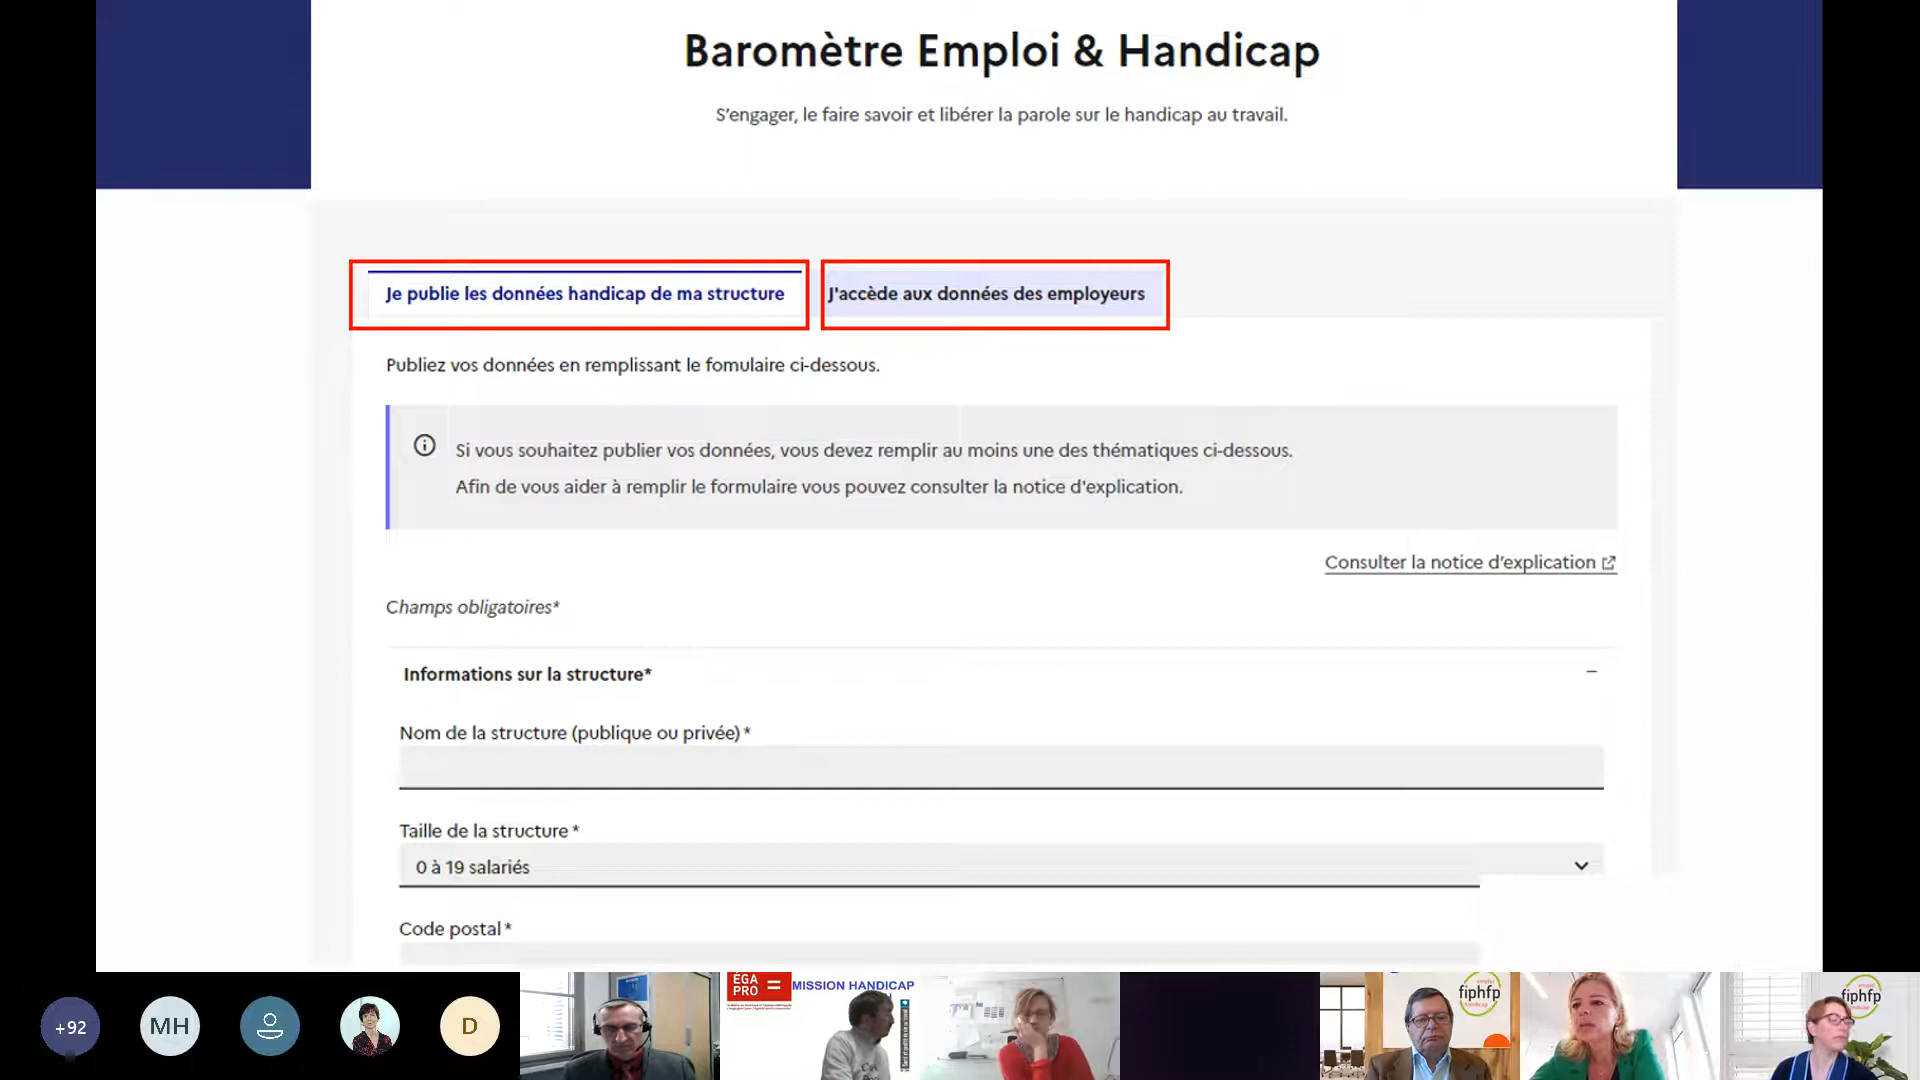 Baromètre Emploi & Handicap
S'engager, le faire savoir et libérer la parole sur le handicap au travail.
Je publie les données handicap de ma structure
J'accède aux données des employeurs
Publiez vos données en remplissant le fomulaire ci-dessous.
Si vous souhaitez publier vos données, vous devez remplir au moins une des thématiques ci-dessous.
Afin de vous aider à remplir le formulaire vous pouvez consulter la notice d'explication.
Consulter la notice d'explication
Champs obligatoires*
Informations sur la structure*
Nom de la structure (publique ou privée) *
Taille de la structure *
0 à 19 salariés
Code postal *
+92
MH
D
ÉGA
PRO =
MISSION HANDICAP
fiphfp
fiphfp